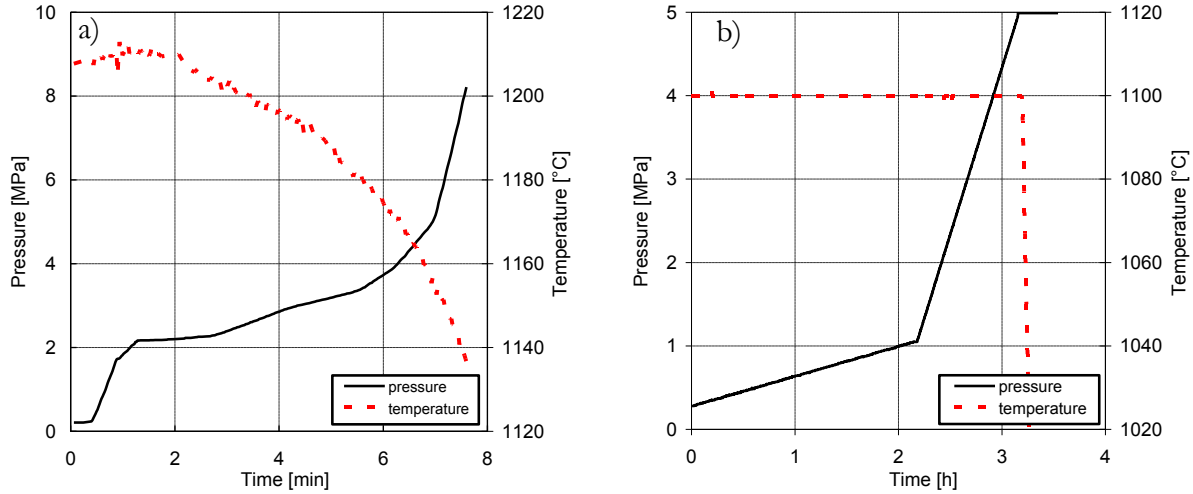 a)
Pressure [MPa]
10
8
6
4
2
0
0 2 4 6 8
Time [min]
1220
1200
1180
1160
1140
1120
Temperature [°C]
pressure
temperature
b)
Pressure [MPa]
5
4
3
2
1
0
0 1 2 3 4
Time [h]
1120
1100
1080
1060
1040
1020
Temperature [°C]
pressure
temperature